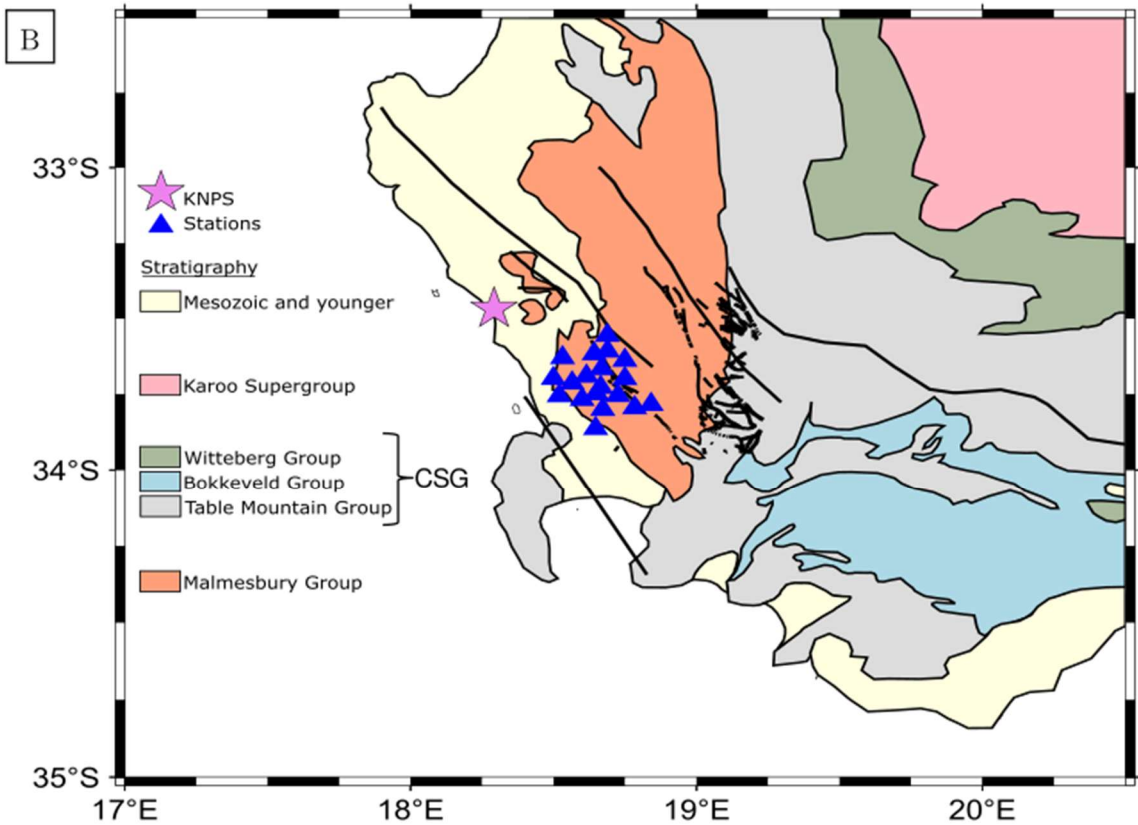 B
33°S
KNPS
Stations
Stratigraphy
Mesozoic and younger
Karoo Supergroup
Witteberg Group
34°S
Bokkeveld Group
CSG
Table Mountain Group
Malmesbury Group
35°S
17°E 18°E 19°E 20°E